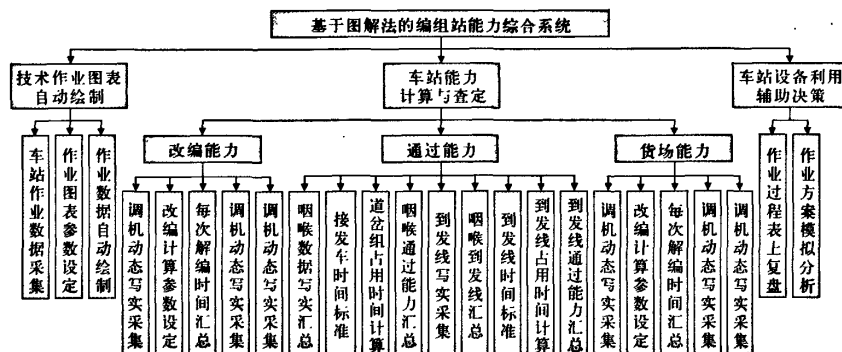 基于图解法的编组站能力综合系统
技术作业图表
自动绘制
车站能力
计算与查定
车站设备利用
辅助决策
改编能力
通过能力
货场能力
车站作业数据采集
作业图表参数设定
作业数据自动绘制
调机动态写实采集
改编计算参数设定
每次解编时间汇总
调机动态写实采集
调机动态写实采集
咽喉数据写实汇总
接发车时间标准
道岔组占用时间计算
咽喉通过能力汇总
到发线写实采集
咽喉到发线汇总
到发线时间标准
到发线占用时间计算
到发线通过能力汇总
调机动态写实采集
改编计算参数设定
每次解编时间汇总
调机动态写实采集
调机动态写实采集
作业过程表上复盘
作业方案模拟分析